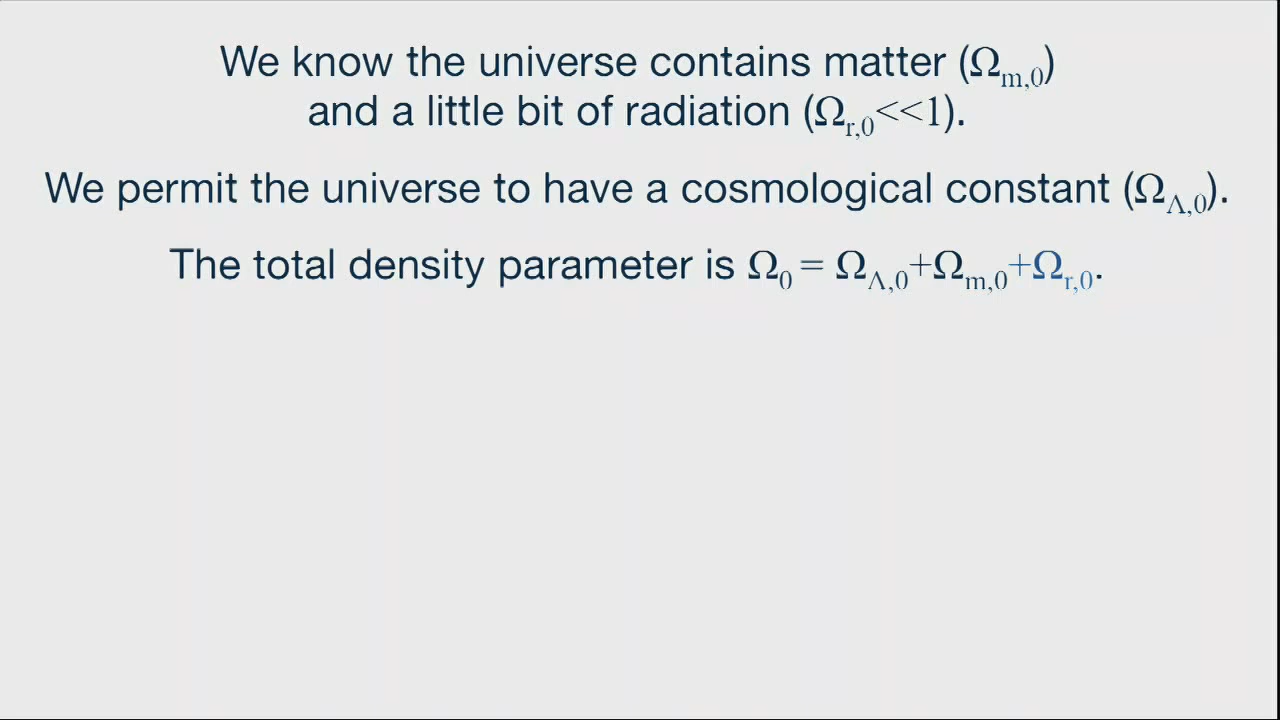 We know the universe contains matter (Ωm,0)
and a little bit of radiation (Ωr,0<<1).
We permit the universe to have a cosmological constant (ΩΛ,0).
The total density parameter is Ω0 = ΩΛ,0+Ωm,0+Ωr,0.